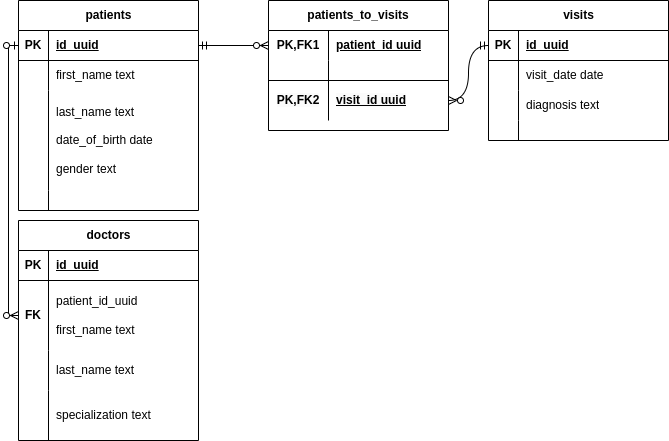 patients
PK id_uuid
first_name text
last_name text
date_of_birth date
gender text
patients_to_visits
PK,FK1 patient_id uuid
PK,FK2 visit_id uuid
visits
PK id_uuid
visit_date date
diagnosis text
doctors
PK id_uuid
patient_id_uuid
FK
first_name text
last_name text
specialization text